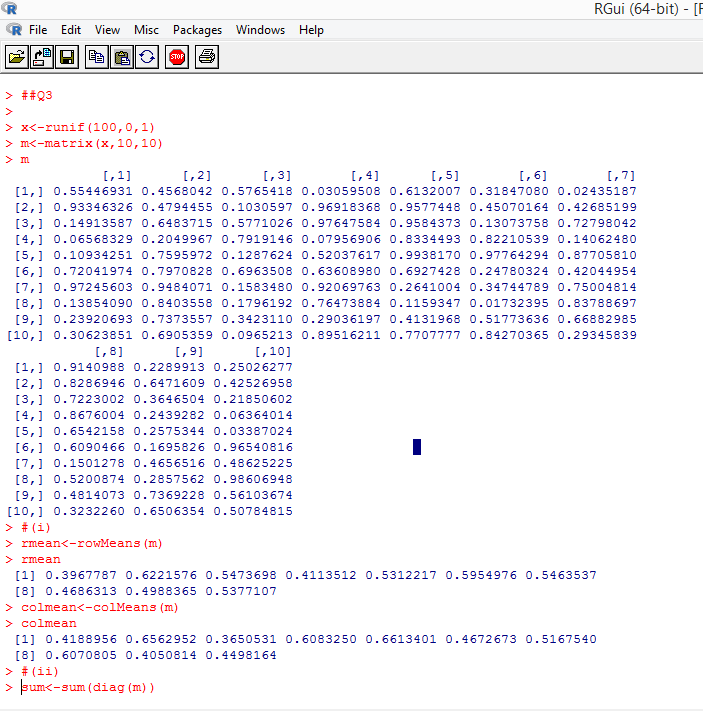 RGui (64-bit) - [F
File Edit View Misc Packages Windows Help
STOP
> ##Q3
>
> x<-runif(100,0,1)
> m<-matrix(x,10,10)
> m
[,1] [,2] [,3] [,4] [,5] [,6] [,7]
[1,] 0.55446931 0.4568042 0.5765418 0.03059508 0.6132007 0.31847080 0.02435187
[2,] 0.93346326 0.4794455 0.1030597 0.96918368 0.9577448 0.45070164 0.42685199
[3,] 0.14913587 0.6483715 0.5771026 0.97647584 0.9584373 0.13073758 0.72798042
[4,] 0.06568329 0.2049967 0.7919146 0.07956906 0.8334493 0.82210539 0.14062480
[5,] 0.10934251 0.7595972 0.1287624 0.52037617 0.9938170 0.97764294 0.87705810
[6,] 0.72041974 0.7970828 0.6963508 0.63608980 0.6927428 0.24780324 0.42044954
[7,] 0.97245603 0.9484071 0.1583480 0.92069763 0.2641004 0.34744789 0.75004814
[8,] 0.13854090 0.8403558 0.1796192 0.76473884 0.1159347 0.01732395 0.83788697
[9,] 0.23920693 0.7373557 0.3423110 0.29036197 0.4131968 0.51773636 0.66882985
[10,] 0.30623851 0.6905359 0.0965213 0.89516211 0.7707777 0.84270365 0.29345839
[,8] [,9] [,10]
[1,] 0.9140988 0.2289913 0.25026277
[2,] 0.8286946 0.6471609 0.42526958
[3,] 0.7223002 0.3646504 0.21850602
[4,] 0.8676004 0.2439282 0.06364014
[5,] 0.6542158 0.2575344 0.03387024
[6,] 0.6090466 0.1695826 0.96540816
[7,] 0.1501278 0.4656516 0.48625225
[8,] 0.5200874 0.2857562 0.98606948
[9,] 0.4814073 0.7369228 0.56103674
[10,] 0.3232260 0.6506354 0.50784815
> #(i)
> rmean<-rowMeans(m)
> rmean
[1] 0.3967787 0.6221576 0.5473698 0.4113512 0.5312217 0.5954976 0.5463537
[8] 0.4686313 0.4988365 0.5377107
> colmean<-colMeans(m)
> colmean
[1] 0.4188956 0.6562952 0.3650531 0.6083250 0.6613401 0.4672673 0.5167540
[8] 0.6070805 0.4050814 0.4498164
> #(ii)
> sum<-sum(diag(m))